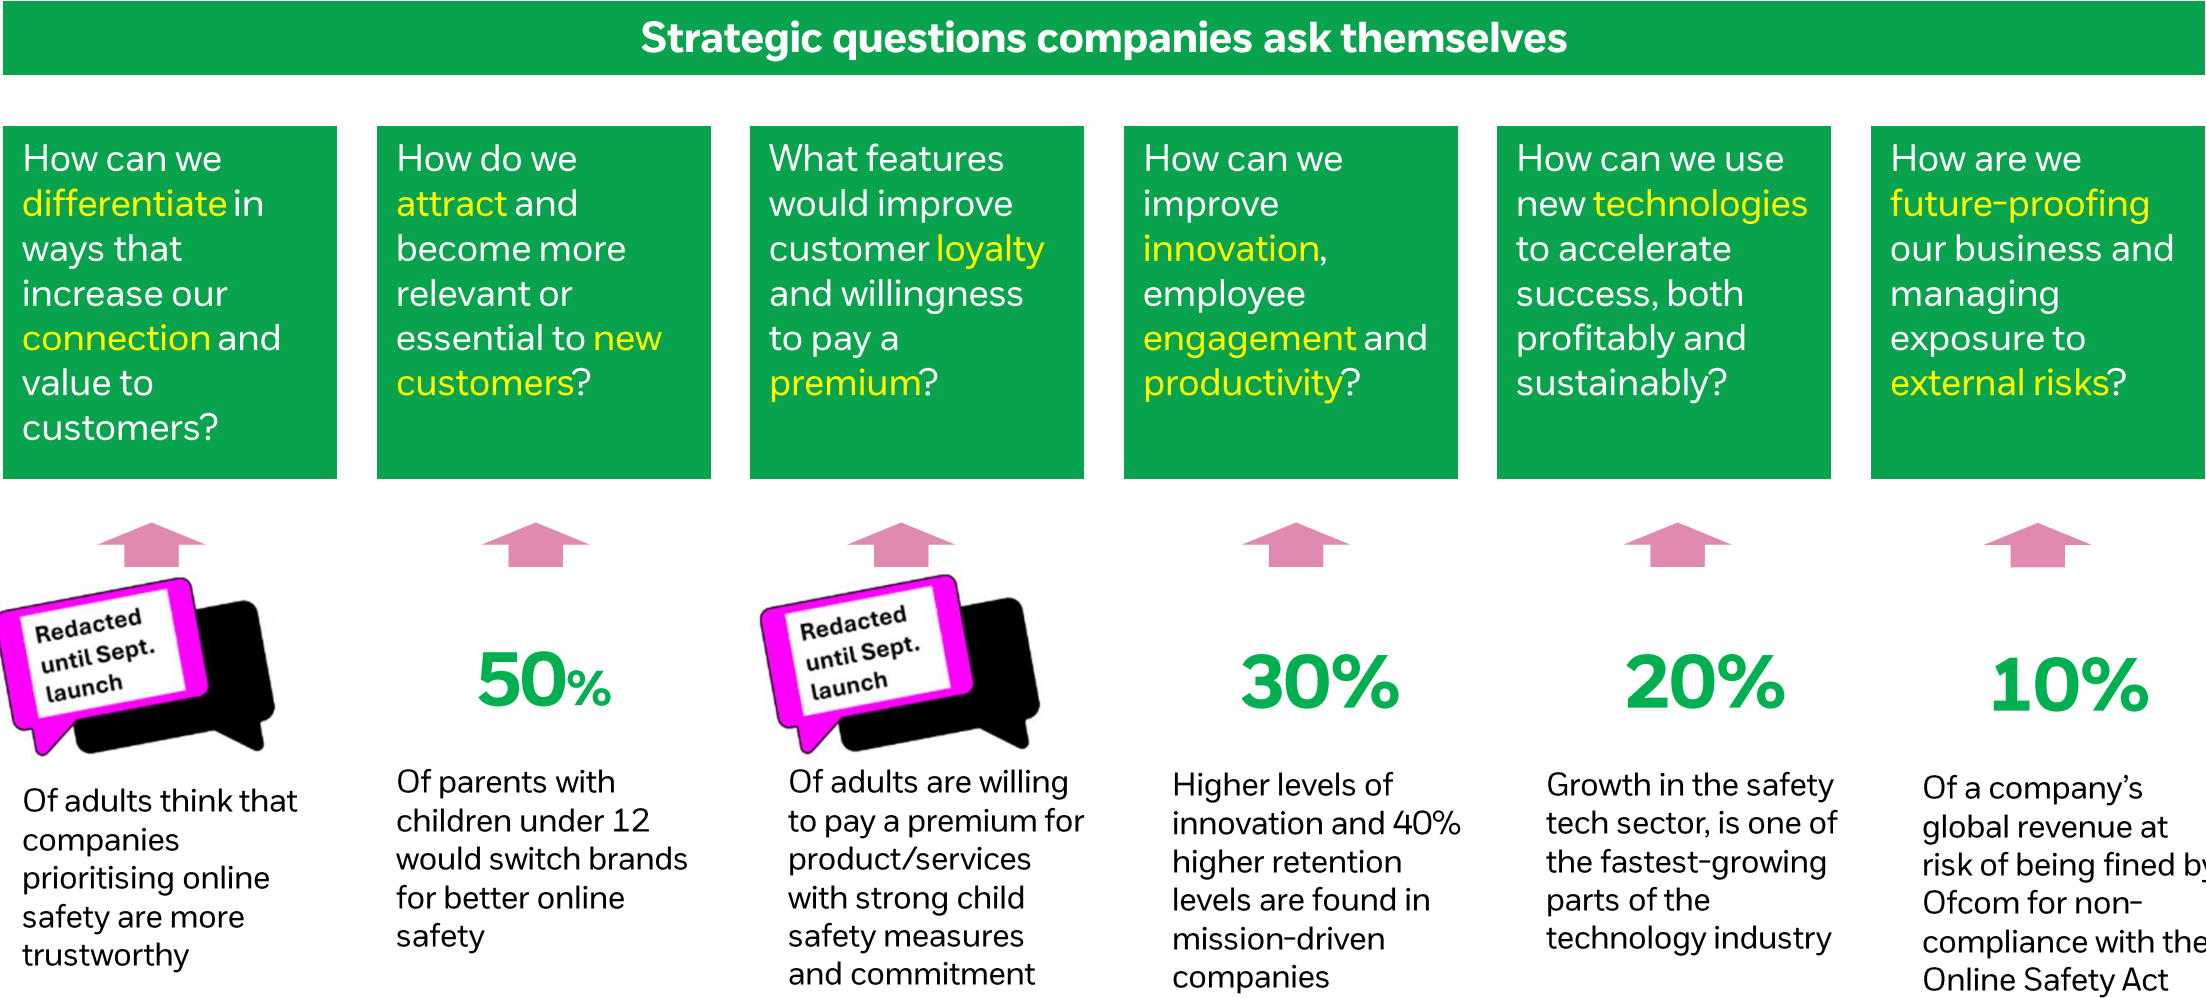 Strategic questions companies ask themselves
How can we
differentiate in
ways that
increase our
connection and
value to
customers?
How do we
attract and
become more
relevant or
essential to new
customers?
What features
would improve
customer loyalty
and willingness
to pay a
premium?
How can we
improve
innovation,
employee
engagement and
productivity?
How can we use
new technologies
to accelerate
success, both
profitably and
sustainably?
How are we
future-proofing
our business and
managing
exposure to
external risks?
Redacted
until Sept.
launch
Of adults think that
companies
prioritising online
safety are more
trustworthy
50%
Of parents with
children under 12
would switch brands
for better online
safety
Redacted
until Sept.
launch
Of adults are willing
to pay a premium for
product/services
with strong child
safety measures
and commitment
30%
Higher levels of
innovation and 40%
higher retention
levels are found in
mission-driven
companies
20%
Growth in the safety
tech sector, is one of
the fastest-growing
parts of the
technology industry
10%
Of a company's
global revenue at
risk of being fined by
Ofcom for non-
compliance with the
Online Safety Act